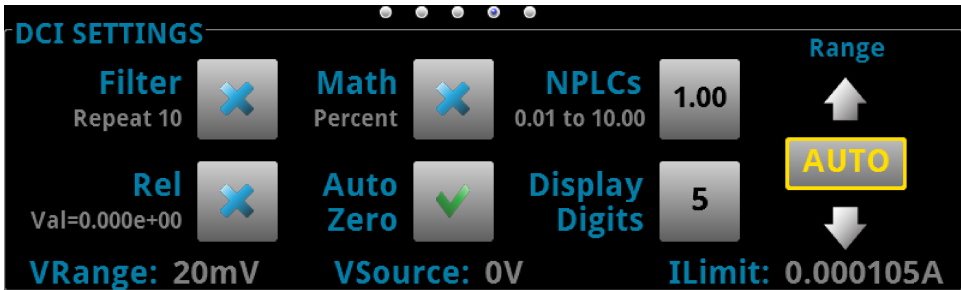 DCI SETTINGS
Range
Filter
Repeat 10
Math
Percent
NPLCs
0.01 to 10.00
1.00
AUTO
Rel
Val=0.000e+00
Auto
Zero
Display
Digits
5
VRange: 20mV VSource: 0V ILimit: 0.000105A